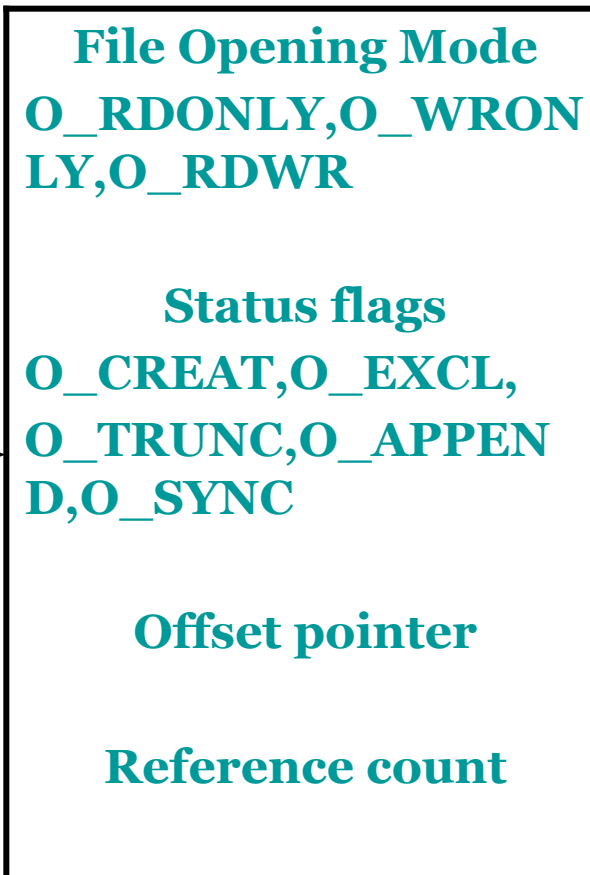 File Opening Mode
O_RDONLY,O_WRON
LY,O_RDWR
Status flags
O_CREAT,O_EXCL,
O_TRUNC,O_APPEN
D,O_SYNC
Offset pointer
Reference count